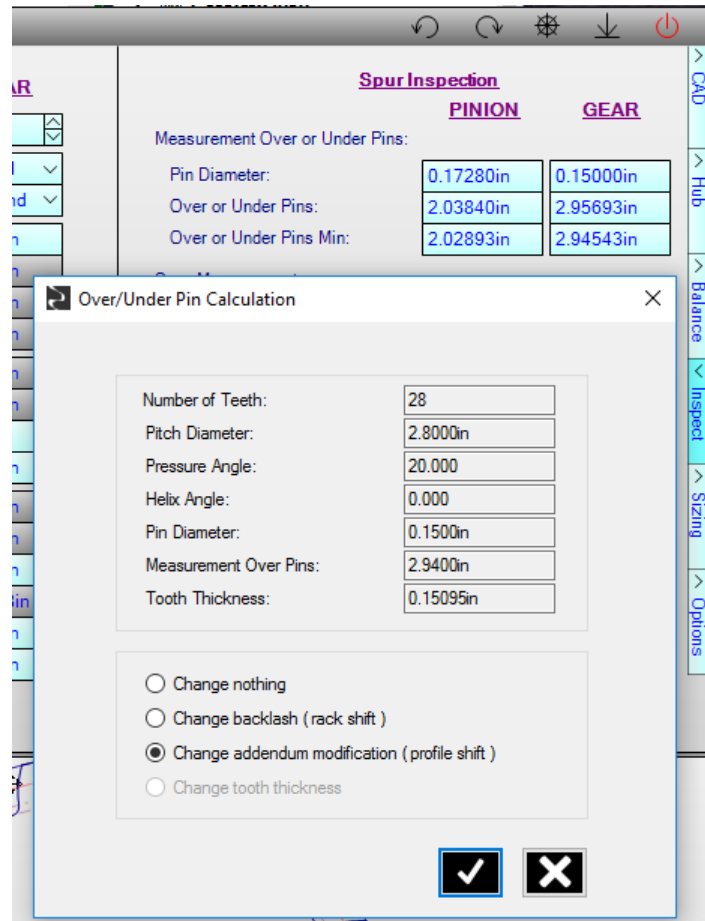 Spur Inspection
PINION GEAR
Measurement Over or Under Pins:
Pin Diameter: 0.17280in 0.15000in
Over or Under Pins: 2.03840in 2.95693in
Over or Under Pins Min: 2.02893in 2.94543in
Over/Under Pin Calculation
Number of Teeth: 28
Pitch Diameter: 2.8000in
Pressure Angle: 20.000
Helix Angle: 0.000
Pin Diameter: 0.1500in
Measurement Over Pins: 2.9400in
Tooth Thickness: 0.15095in
Change nothing
Change backlash ( rack shift )
Change addendum modification ( profile shift )
Change tooth thickness
> CAD
> Hub
> Balance
< Inspect
> Sizing
> Options